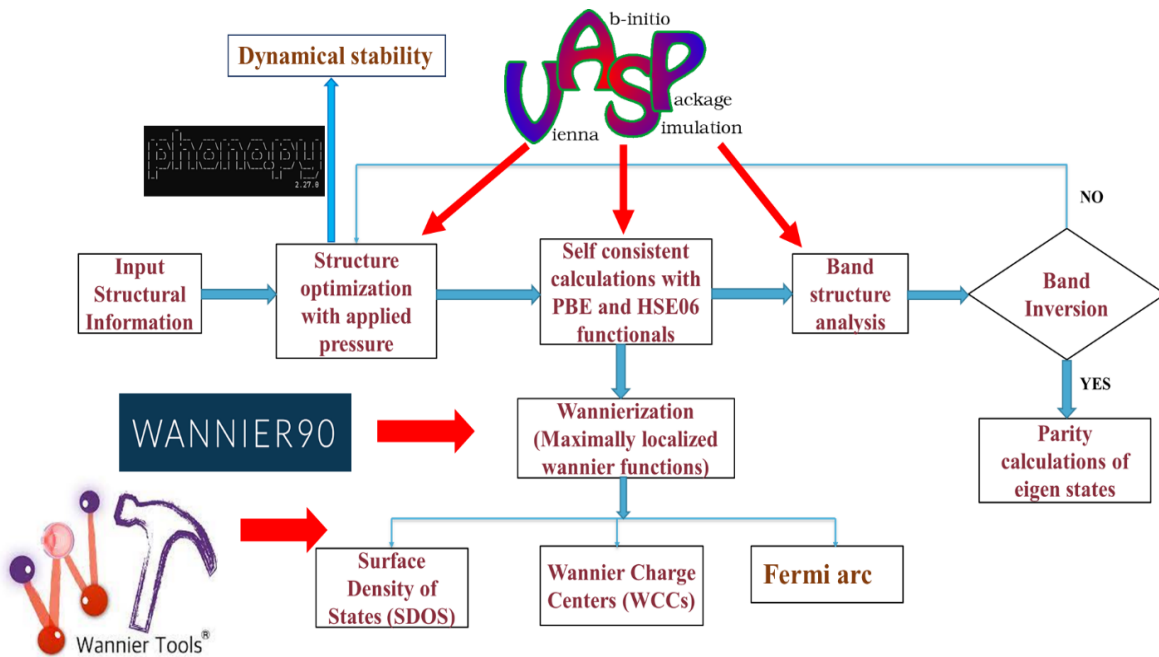 b-initio
VASP
ackage
ienna
imulation
Dynamical stability
phonopy
2.27.0
NO
Input
Structural
Information
Structure
optimization
with applied
pressure
Self consistent
calculations with
PBE and HSE06
functionals
Band
structure
analysis
Band
Inversion
YES
WANNIER90
Wannierization
(Maximally localized
wannier functions)
Parity
calculations of
eigen states
Surface
Density of
States (SDOS)
Wannier Charge
Centers (WCCs)
Fermi arc
Wannier Tools®